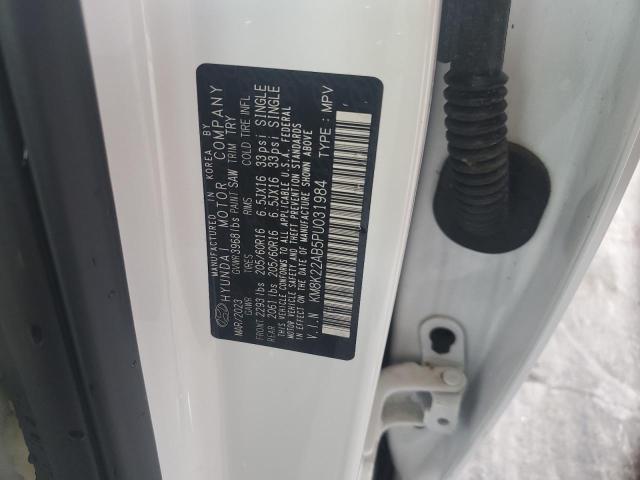 MANUFACTURED IN KOREA BY
HYUNDAI MOTOR COMPANY
MAR/2023 GVWR 3968 lbs PAINT SAW TRIM TRY
GAWR TIRES RIMS COLD TIRE INFL.
FRONT 2293 lbs 205/60R16 6.5JX16 33psi SINGLE
REAR 2061 lbs 205/60R16 6.5JX16 33psi SINGLE
THIS VEHICLE CONFORMS TO ALL APPLICABLE U.S.A. FEDERAL
MOTOR VEHICLE SAFETY AND THEFT PREVENTION STANDARDS
IN EFFECT ON THE DATE OF MANUFACTURE SHOWN ABOVE
V.I.N KM8K22AB5PU031984 TYPE : MPV